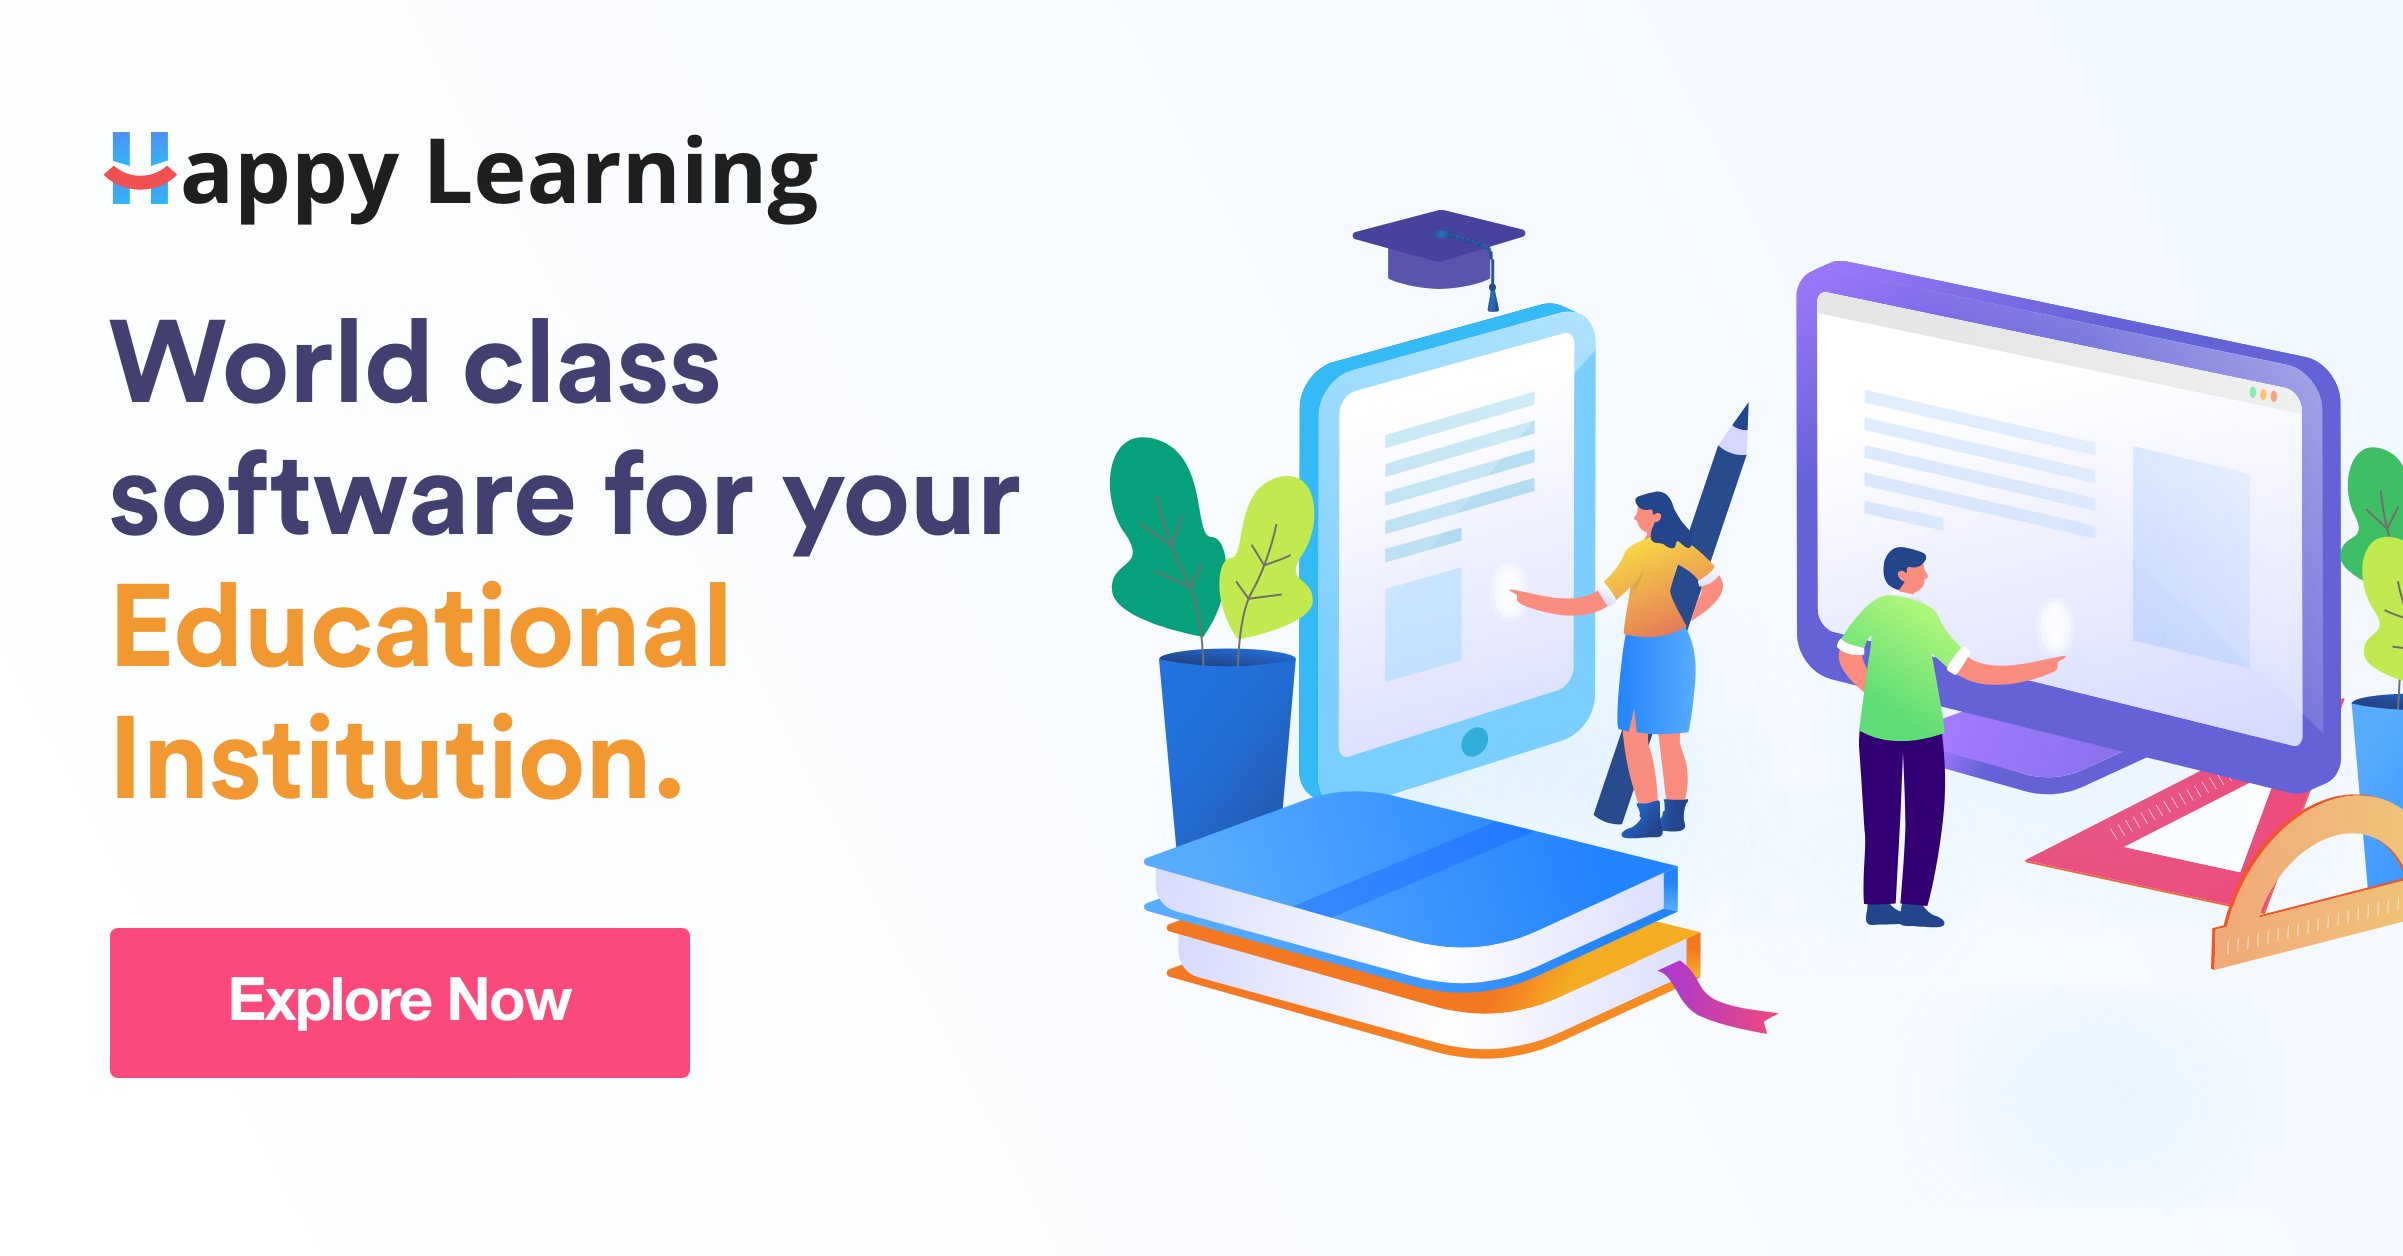 Happy Learning
World class
software for your
Educational
Institution.
Explore Now